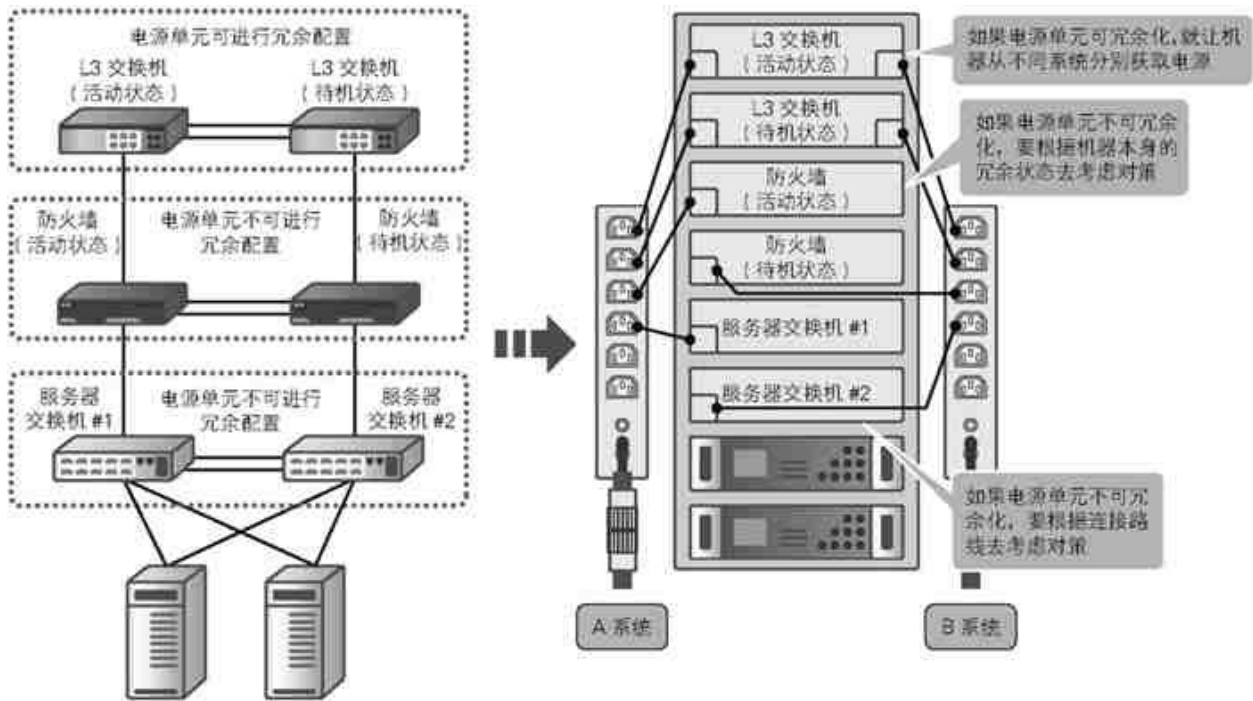 电源单元可进行冗余配置
L3 交换机
（活动状态）
L3 交换机
（待机状态）
防火墙
（活动状态）
电源单元不可进行
冗余配置
防火墙
（待机状态）
服务器
交换机 #1
电源单元不可进行
冗余配置
服务器
交换机 #2
L3 交换机
（活动状态）
L3 交换机
（待机状态）
防火墙
（活动状态）
防火墙
（待机状态）
服务器交换机 #1
服务器交换机 #2
如果电源单元可冗余化,就让机
器从不同系统分别获取电源
如果电源单元不可冗余
化，要根据机器本身的
冗余状态去考虑对策
如果电源单元不可冗
余化，要根据连接路
线去考虑对策
A 系统
B 系统